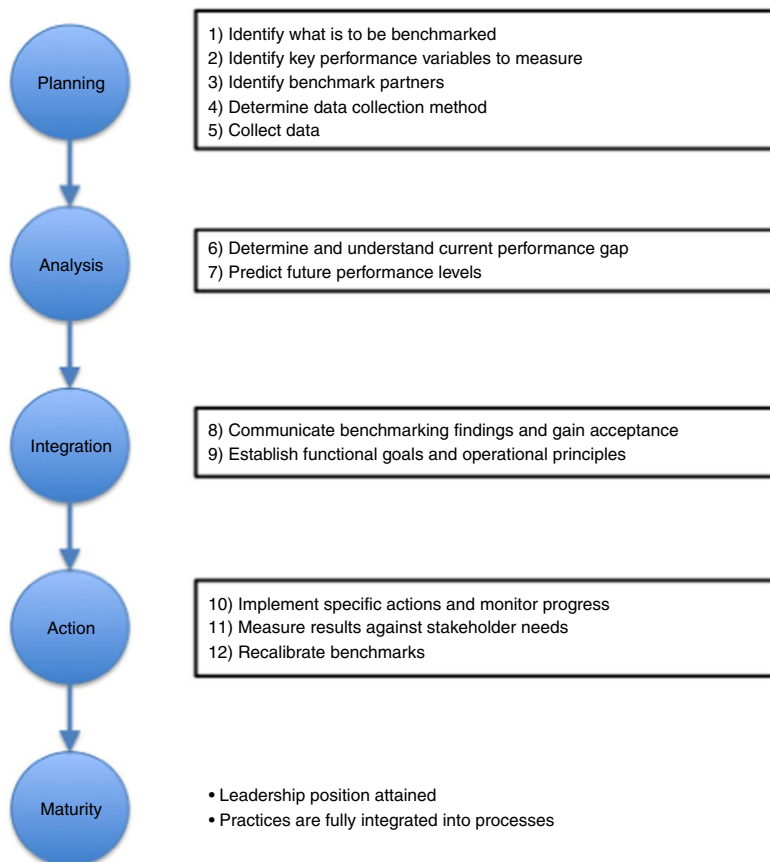 Planning
1) Identify what is to be benchmarked
2) Identify key performance variables to measure
3) Identify benchmark partners
4) Determine data collection method
5) Collect data
Analysis
6) Determine and understand current performance gap
7) Predict future performance levels
Integration
8) Communicate benchmarking findings and gain acceptance
9) Establish functional goals and operational principles
Action
10) Implement specific actions and monitor progress
11) Measure results against stakeholder needs
12) Recalibrate benchmarks
Maturity
• Leadership position attained
• Practices are fully integrated into processes